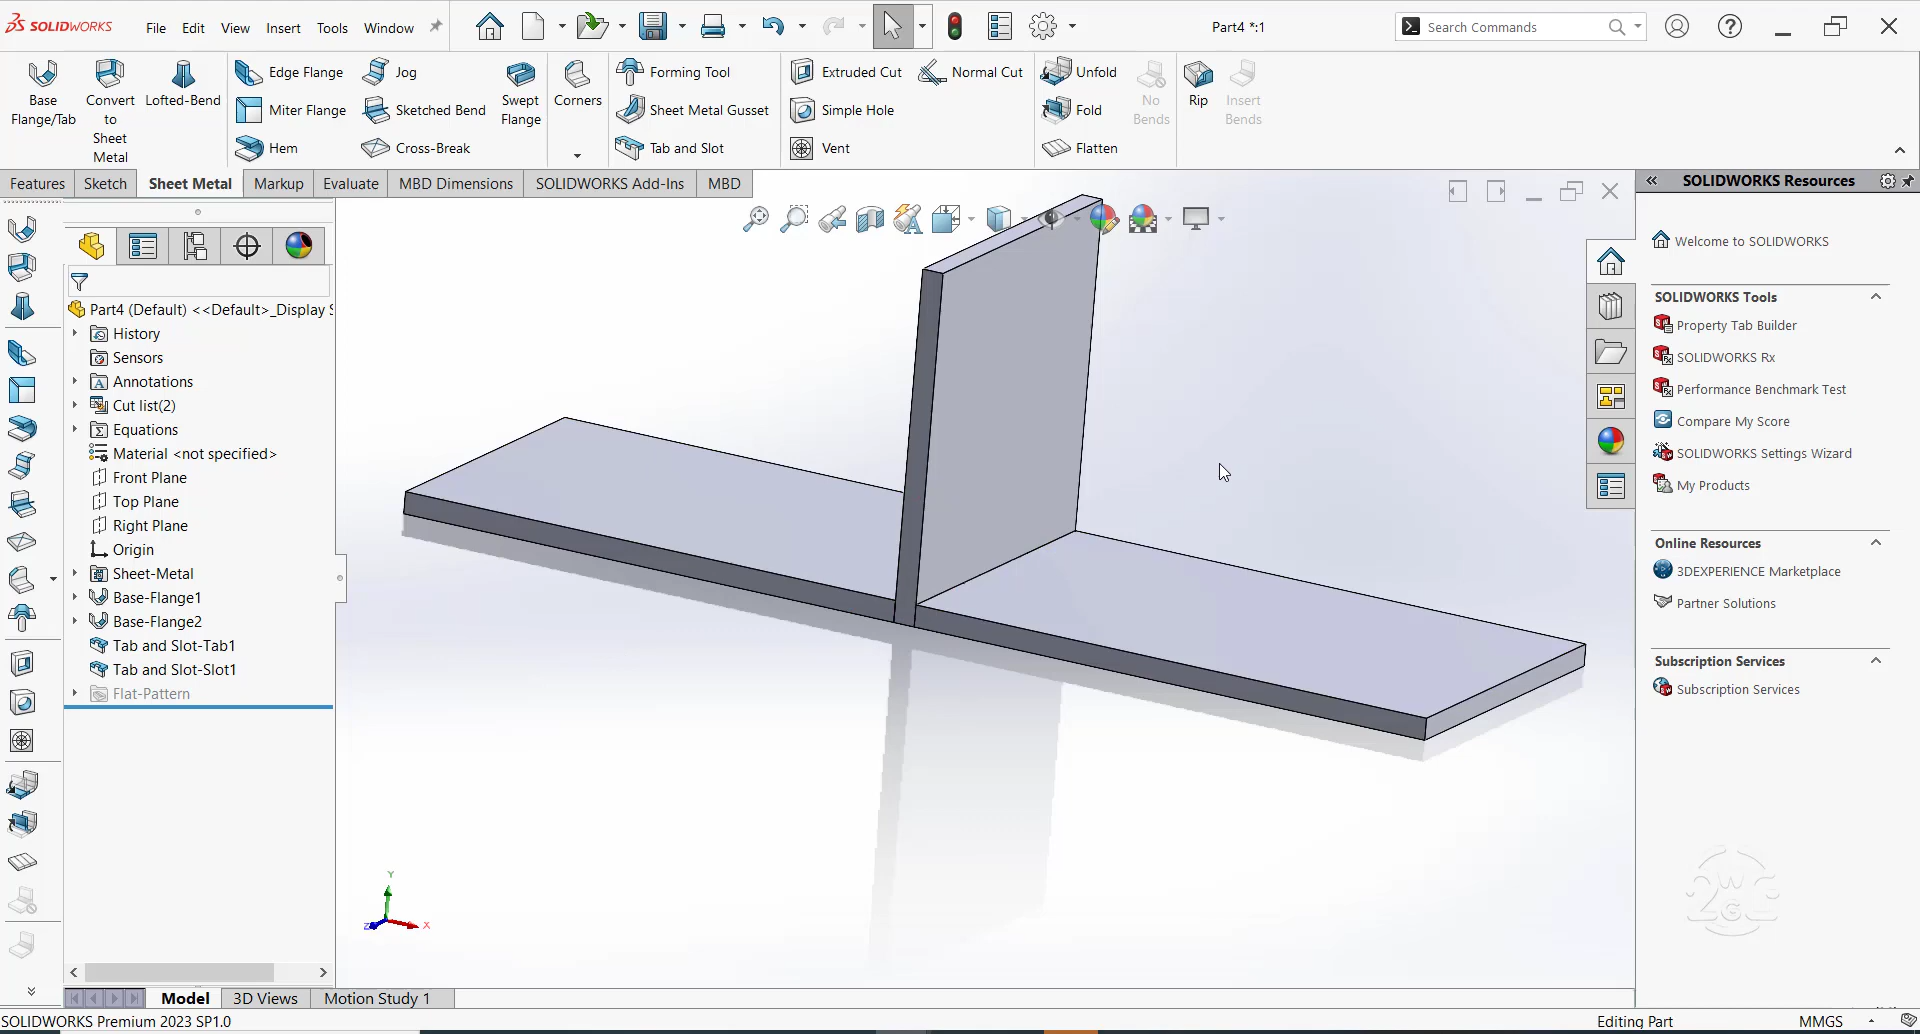 SOLIDWORKS
File Edit View Insert Tools Window
Part4 *:1
Search Commands
Base Flange/Tab
Convert to Sheet Metal
Lofted-Bend
Edge Flange
Miter Flange
Hem
Jog
Sketched Bend
Cross-Break
Swept Flange
Corners
Forming Tool
Sheet Metal Gusset
Tab and Slot
Extruded Cut
Simple Hole
Vent
Normal Cut
Unfold
Fold
Flatten
No Bends
Rip
Insert Bends
Features Sketch Sheet Metal Markup Evaluate MBD Dimensions SOLIDWORKS Add-Ins MBD
Part4 (Default) <<Default>_Display S
History
Sensors
Annotations
Cut list(2)
Equations
Material <not specified>
Front Plane
Top Plane
Right Plane
Origin
Sheet-Metal
Base-Flange1
Base-Flange2
Tab and Slot-Tab1
Tab and Slot-Slot1
Flat-Pattern
Y
Z
X
SOLIDWORKS Resources
Welcome to SOLIDWORKS
SOLIDWORKS Tools
Property Tab Builder
SOLIDWORKS Rx
Performance Benchmark Test
Compare My Score
SOLIDWORKS Settings Wizard
My Products
Online Resources
3DEXPERIENCE Marketplace
Partner Solutions
Subscription Services
Subscription Services
Model 3D Views Motion Study 1
SOLIDWORKS Premium 2023 SP1.0
Editing Part
MMGS